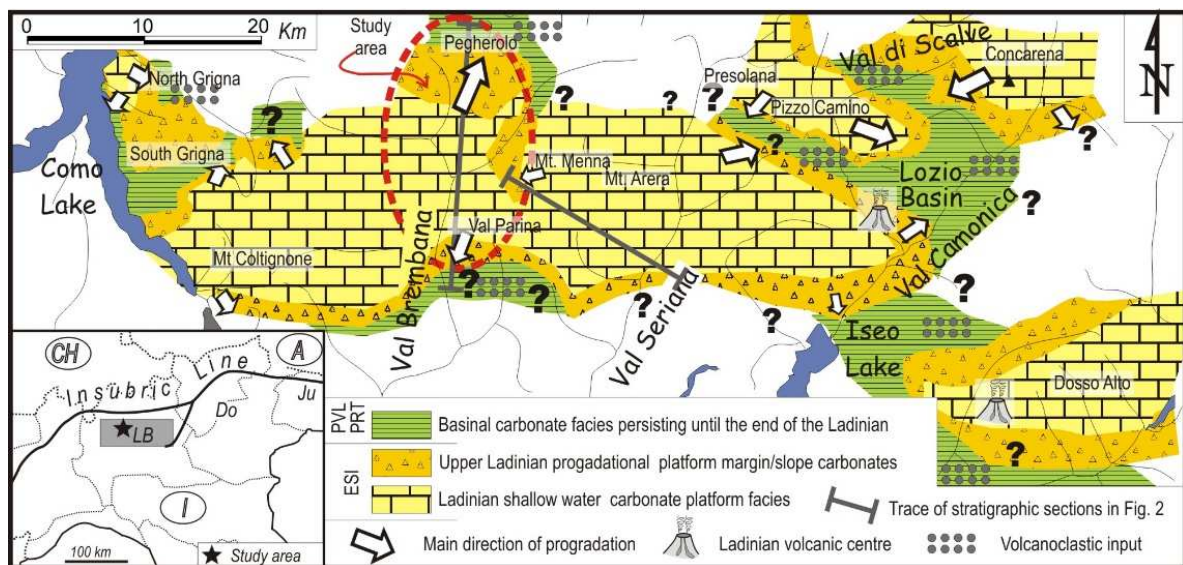 0 10 20 Km
Study
area
Pegherolo
North Grigna
?
South Grigna
Como
Lake
Mt Coltignone
Val Brembana
Val Parina
?
?
?
Mt. Menna
Mt. Arera
?
?
?
Val Seriana
?
?
Presolana
Pizzo Camino
?
Val di Scalve
Concarena
?
Lozio
Basin
?
Val Camonica
?
Iseo
Lake
Dosso Alto
?
N
CH
A
Insubric Line
Do
Ju
LB
I
100 km
Study area
PVL
PRT
Basinal carbonate facies persisting until the end of the Ladinian
ESI
Upper Ladinian progadational platform margin/slope carbonates
Ladinian shallow water carbonate platform facies
Trace of stratigraphic sections in Fig. 2
Main direction of progradation
Ladinian volcanic centre
Volcanoclastic input